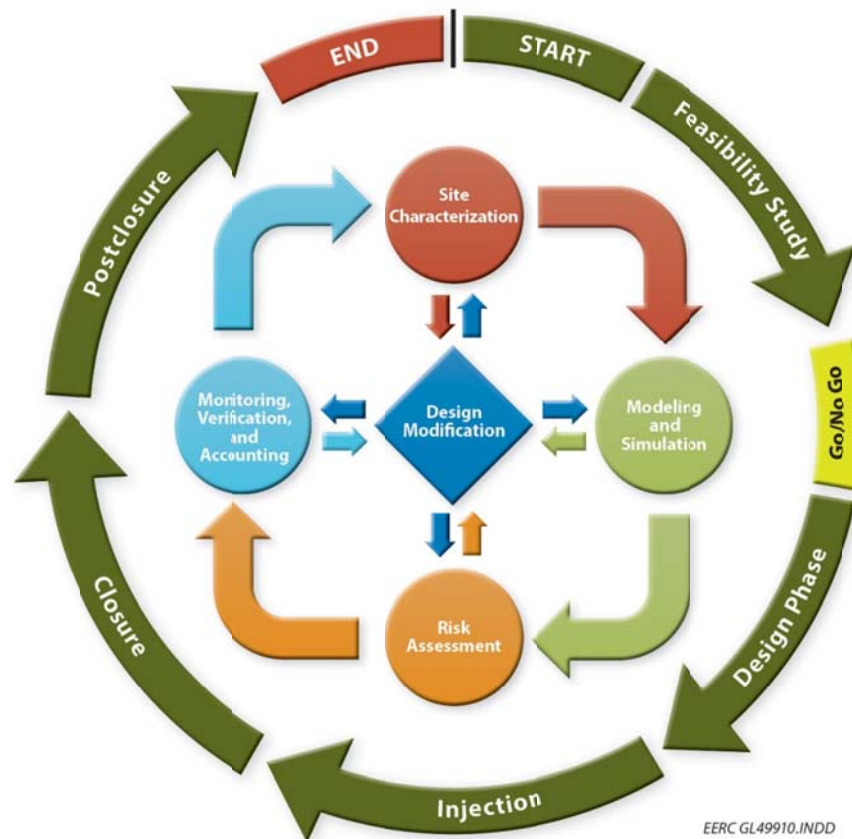 END
START
Feasibility Study
Go/No Go
Design Phase
Injection
Closure
Postclosure
Site
Characterization
Modeling
and
Simulation
Risk
Assessment
Monitoring,
Verification,
and
Accounting
Design
Modification
EERC GL49910.INDD